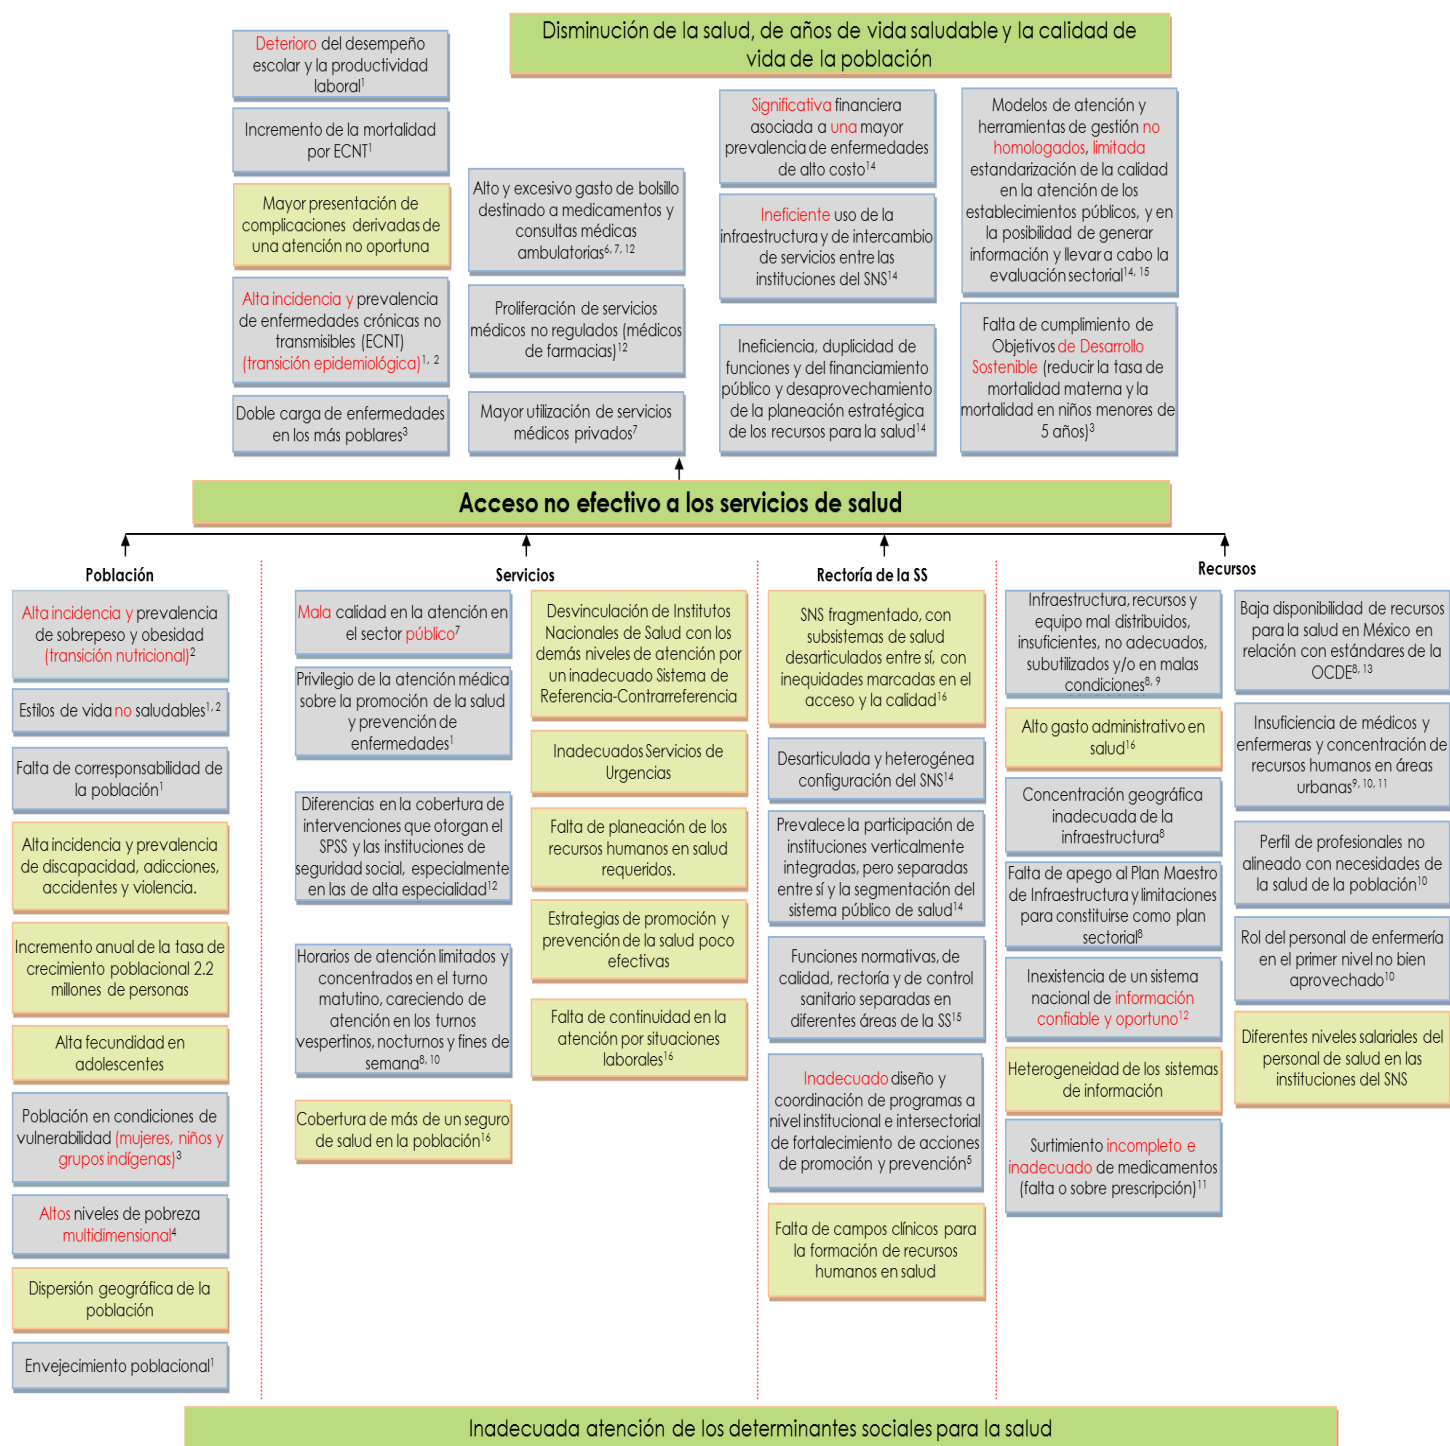 Disminución de la salud, de años de vida saludable y la calidad de
vida de la población
Deterioro del desempeño
escolar y la productividad
laboral1
Incremento de la mortalidad
por ECNT1
Mayor presentación de
complicaciones derivadas de
una atención no oportuna
Alta incidencia y prevalencia
de enfermedades crónicas no
transmisibles (ECNT)
(transición epidemiológica)1, 2
Doble carga de enfermedades
en los más poblares3
Alto y excesivo gasto de bolsillo
destinado a medicamentos y
consultas médicas
ambulatorias6, 7, 12
Proliferación de servicios
médicos no regulados (médicos
de farmacias)12
Mayor utilización de servicios
médicos privados7
Significativa financiera
asociada a una mayor
prevalencia de enfermedades
de alto costo14
Ineficiente uso de la
infraestructura y de intercambio
de servicios entre las
instituciones del SNS14
Ineficiencia, duplicidad de
funciones y del financiamiento
público y desaprovechamiento
de la planeación estratégica
de los recursos para la salud14
Modelos de atención y
herramientas de gestión no
homologados, limitada
estandarización de la calidad
en la atención de los
establecimientos públicos, y en
la posibilidad de generar
información y llevar a cabo la
evaluación sectorial14, 15
Falta de cumplimiento de
Objetivos de Desarrollo
Sostenible (reducir la tasa de
mortalidad materna y la
mortalidad en niños menores de
5 años)3
Acceso no efectivo a los servicios de salud
Población
Alta incidencia y prevalencia
de sobrepeso y obesidad
(transición nutricional)2
Estilos de vida no saludables1, 2
Falta de corresponsabilidad de
la población1
Alta incidencia y prevalencia
de discapacidad, adicciones,
accidentes y violencia.
Incremento anual de la tasa de
crecimiento poblacional 2.2
millones de personas
Alta fecundidad en
adolescentes
Población en condiciones de
vulnerabilidad (mujeres, niños y
grupos indígenas)3
Altos niveles de pobreza
multidimensional4
Dispersión geográfica de la
población
Envejecimiento poblacional1
Servicios
Mala calidad en la atención en
el sector público7
Privilegio de la atención médica
sobre la promoción de la salud
y prevención de
enfermedades1
Diferencias en la cobertura de
intervenciones que otorgan el
SPSS y las instituciones de
seguridad social, especialmente
en las de alta especialidad12
Horarios de atención limitados y
concentrados en el turno
matutino, careciendo de
atención en los turnos
vespertinos, nocturnos y fines de
semana8, 10
Cobertura de más de un seguro
de salud en la población16
Desvinculación de Institutos
Nacionales de Salud con los
demás niveles de atención por
un inadecuado Sistema de
Referencia-Contrarreferencia
Inadecuados Servicios de
Urgencias
Falta de planeación de los
recursos humanos en salud
requeridos.
Estrategias de promoción y
prevención de la salud poco
efectivas
Falta de continuidad en la
atención por situaciones
laborales16
Rectoría de la SS
SNS fragmentado, con
subsistemas de salud
desarticulados entre sí, con
inequidades marcadas en el
acceso y la calidad16
Desarticulada y heterogénea
configuración del SNS14
Prevalece la participación de
instituciones verticalmente
integradas, pero separadas
entre sí y la segmentación del
sistema público de salud14
Funciones normativas, de
calidad, rectoría y de control
sanitario separadas en
diferentes áreas de la SS15
Inadecuado diseño y
coordinación de programas a
nivel institucional e intersectorial
de fortalecimiento de acciones
de promoción y prevención5
Falta de campos clínicos para
la formación de recursos
humanos en salud
Recursos
Infraestructura, recursos y
equipo mal distribuidos,
insuficientes, no adecuados,
subutilizados y/o en malas
condiciones8, 9
Alto gasto administrativo en
salud16
Concentración geográfica
inadecuada de la
infraestructura8
Falta de apego al Plan Maestro
de Infraestructura y limitaciones
para constituirse como plan
sectorial8
Inexistencia de un sistema
nacional de información
confiable y oportuno12
Heterogeneidad de los sistemas
de información
Surtimiento incompleto e
inadecuado de medicamentos
(falta o sobre prescripción)11
Baja disponibilidad de recursos
para la salud en México en
relación con estándares de la
OCDE8, 13
Insuficiencia de médicos y
enfermeras y concentración de
recursos humanos en áreas
urbanas9, 10, 11
Perfil de profesionales no
alineado con necesidades de
la salud de la población10
Rol del personal de enfermería
en el primer nivel no bien
aprovechado10
Diferentes niveles salariales del
personal de salud en las
instituciones del SNS
Inadecuada atención de los determinantes sociales para la salud